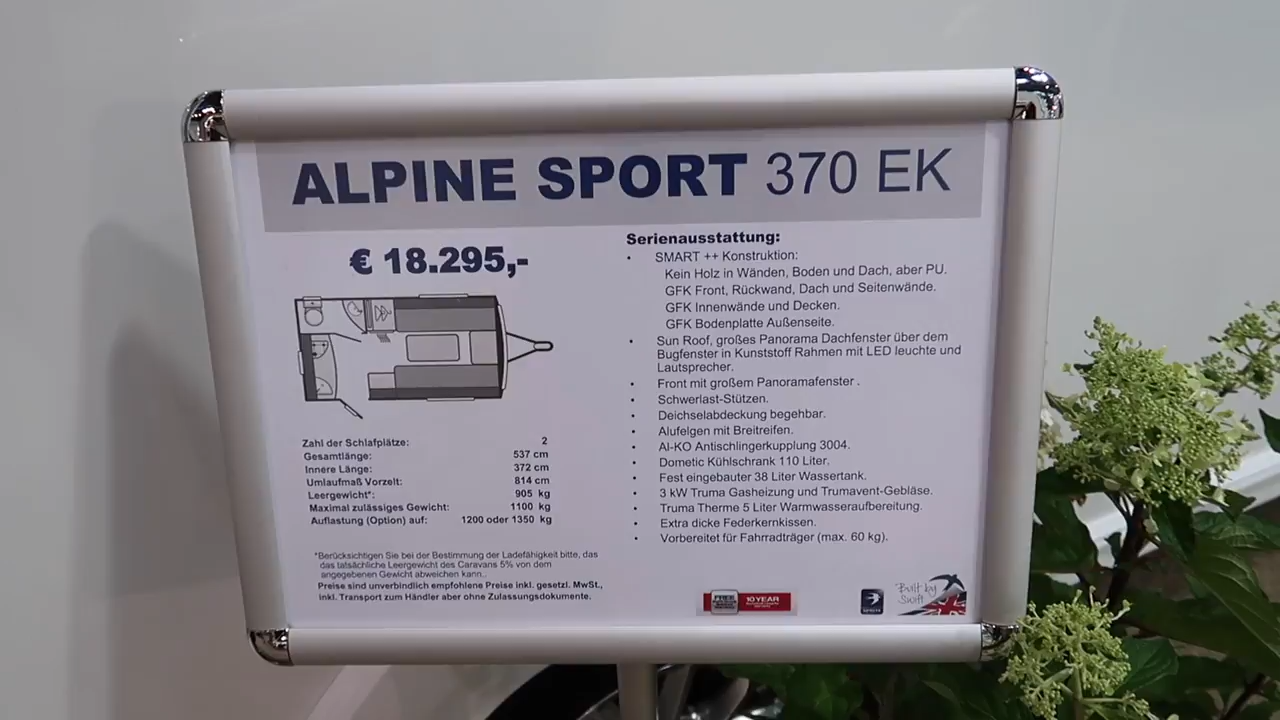 ALPINE SPORT 370 EK
€ 18.295,-
Zahl der Schlafplätze: 2
Gesamtlänge: 537 cm
Innere Länge: 372 cm
Umlaufmaß Vorzelt: 814 cm
Leergewicht*: 905 kg
Maximal zulässiges Gewicht: 1100 kg
Auflastung (Option) auf: 1200 oder 1350 kg
*Berücksichtigen Sie bei der Bestimmung der Ladefähigkeit bitte, das
das tatsächliche Leergewicht des Caravans 5% von dem
angegebenen Gewicht abweichen kann.
Preise sind unverbindlich empfohlene Preise inkl. gesetzl. MwSt.,
inkl. Transport zum Händler aber ohne Zulassungsdokumente.
Serienausstattung:
• SMART ++ Konstruktion:
Kein Holz in Wänden, Boden und Dach, aber PU.
GFK Front, Rückwand, Dach und Seitenwände.
GFK Innenwände und Decken.
GFK Bodenplatte Außenseite.
• Sun Roof, großes Panorama Dachfenster über dem
Bugfenster in Kunststoff Rahmen mit LED leuchte und
Lautsprecher.
• Front mit großem Panoramafenster .
• Schwerlast-Stützen.
• Deichselabdeckung begehbar.
• Alufelgen mit Breitreifen.
• Al-KO Antischlingerkupplung 3004.
• Dometic Kühlschrank 110 Liter.
• Fest eingebauter 38 Liter Wassertank.
• 3 kW Truma Gasheizung und Trumavent-Gebläse.
• Truma Therme 5 Liter Warmwasseraufbereitung.
• Extra dicke Federkernkissen.
• Vorbereitet für Fahrradträger (max. 60 kg).
FREE
10 YEAR
Built by
Swift